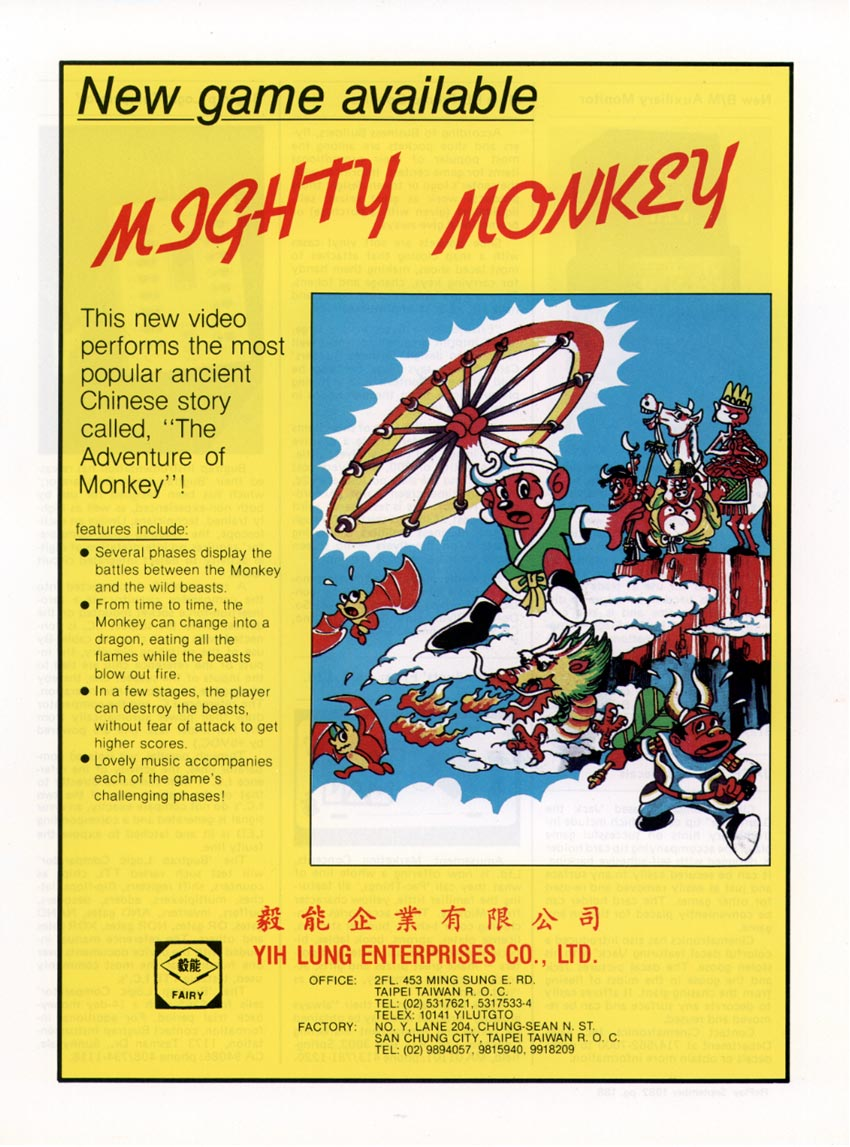 New game available
MIGHTY MONKEY
This new video
performs the most
popular ancient
Chinese story
called, "The
Adventure of
Monkey"!
features include:
● Several phases display the
battles between the Monkey
and the wild beasts.
● From time to time, the
Monkey can change into a
dragon, eating all the
flames while the beasts
blow out fire.
● In a few stages, the player
can destroy the beasts,
without fear of attack to get
higher scores.
● Lovely music accompanies
each of the game's
challenging phases!
毅能企業有限公司
YIH LUNG ENTERPRISES CO., LTD.
毅能
FAIRY
OFFICE: 2FL. 453 MING SUNG E. RD.
TAIPEI TAIWAN R. O. C.
TEL: (02) 5317621, 5317533-4
TELEX: 10141 YILUTGTO
FACTORY: NO. Y, LANE 204, CHUNG-SEAN N. ST.
SAN CHUNG CITY, TAIPEI TAIWAN R. O. C.
TEL: (02) 9894057, 9815940, 9918209